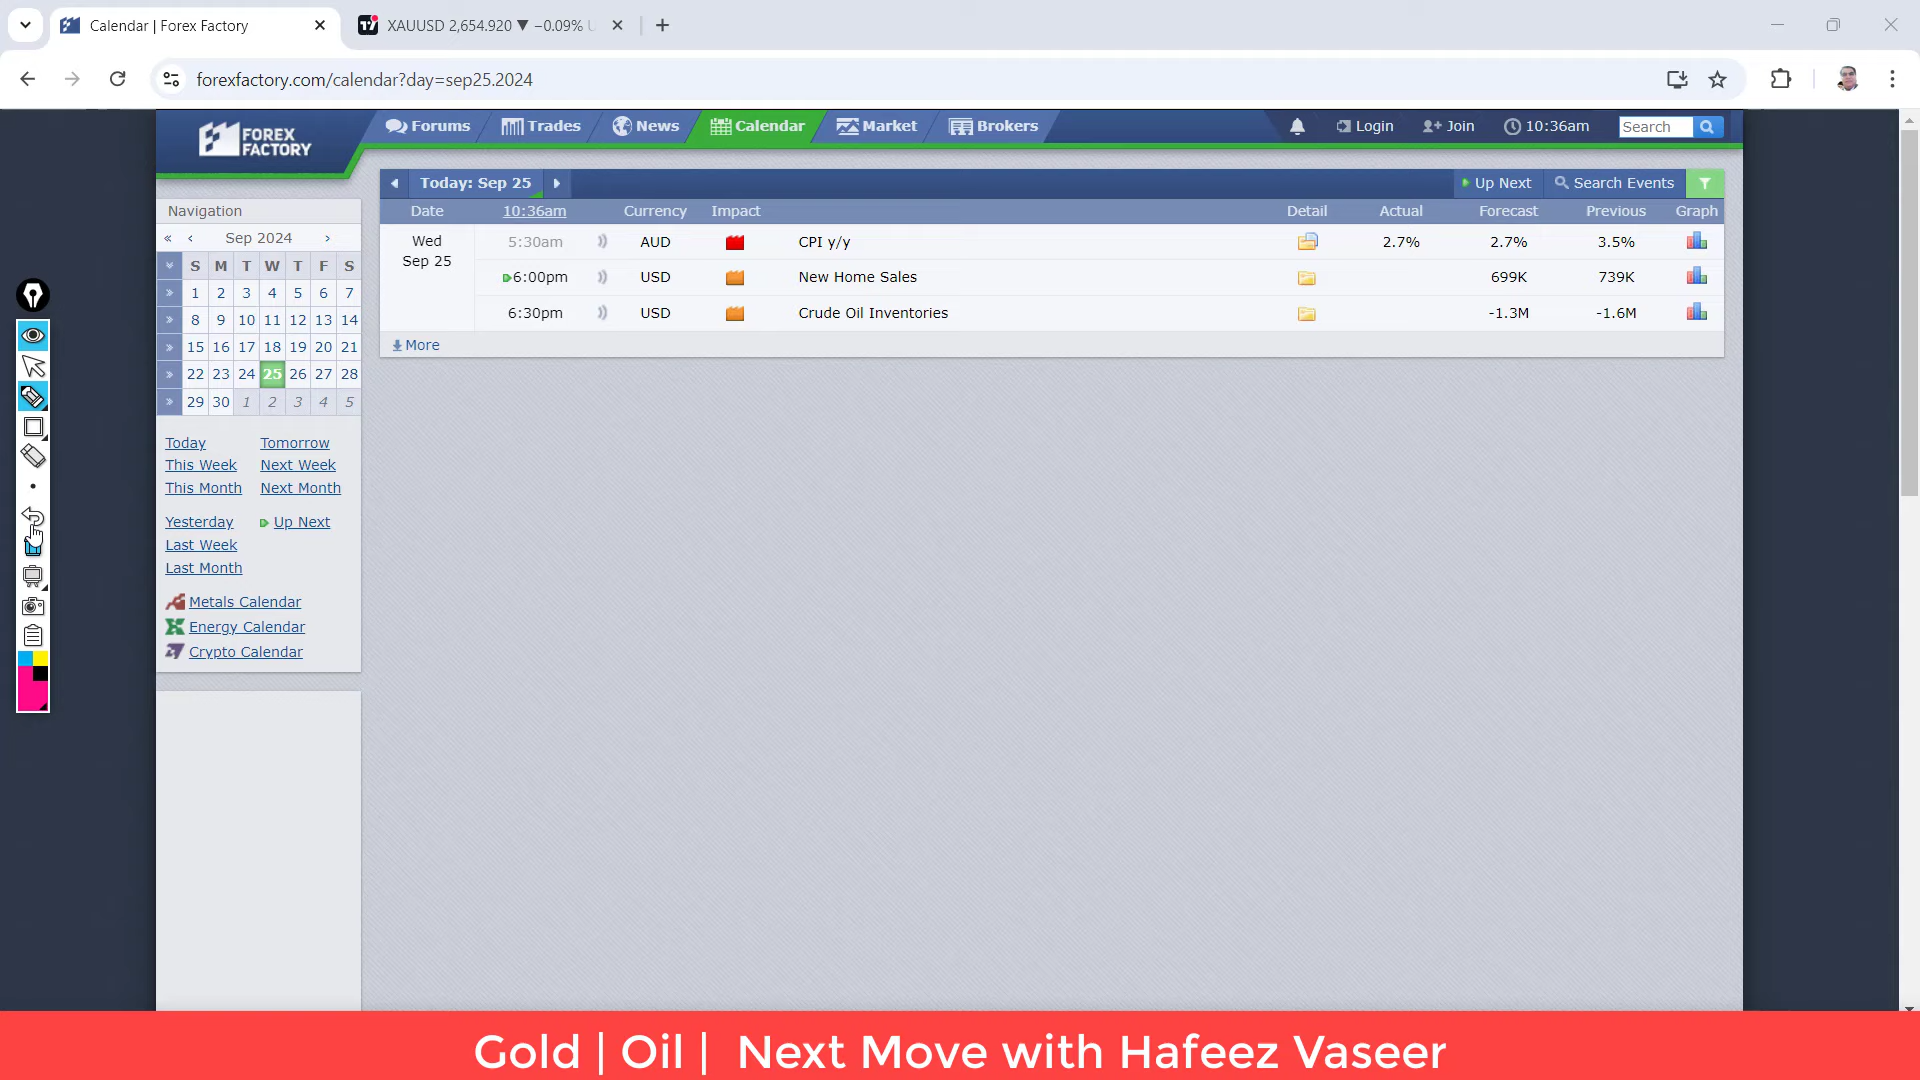 Calendar | Forex Factory
XAUUSD 2,654.920 ▼ −0.09%
forexfactory.com/calendar?day=sep25.2024
FOREX FACTORY
Forums Trades News Calendar Market Brokers Login Join 10:36am Search
Today: Sep 25 Up Next Search Events
Date 10:36am Currency Impact Detail Actual Forecast Previous Graph
Wed Sep 25 5:30am AUD CPI y/y 2.7% 2.7% 3.5%
6:00pm USD New Home Sales 699K 739K
6:30pm USD Crude Oil Inventories -1.3M -1.6M
More
Navigation
« ‹ Sep 2024 ›
S M T W T F S
» 1 2 3 4 5 6 7
» 8 9 10 11 12 13 14
» 15 16 17 18 19 20 21
» 22 23 24 25 26 27 28
» 29 30 1 2 3 4 5
Today Tomorrow
This Week Next Week
This Month Next Month
Yesterday Up Next
Last Week
Last Month
Metals Calendar
Energy Calendar
Crypto Calendar
Gold | Oil | Next Move with Hafeez Vaseer